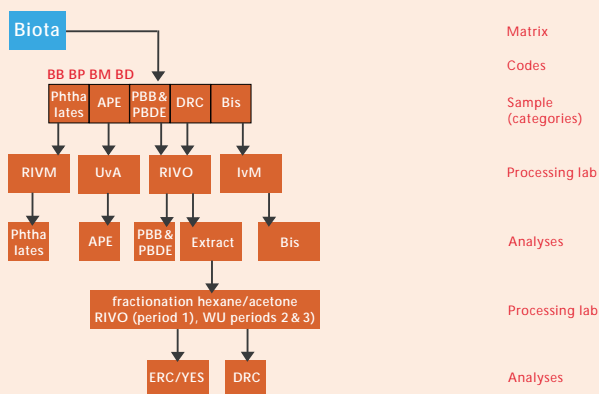 Biota
Matrix
Codes
BB BP BM BD
Phtha
lates
APE
PBB &
PBDE
DRC
Bis
Sample
(categories)
RIVM
UvA
RIVO
IvM
Processing lab
Phtha
lates
APE
PBB &
PBDE
Extract
Bis
Analyses
fractionation hexane/acetone
RIVO (period 1), WU periods 2 & 3)
Processing lab
ERC/YES
DRC
Analyses